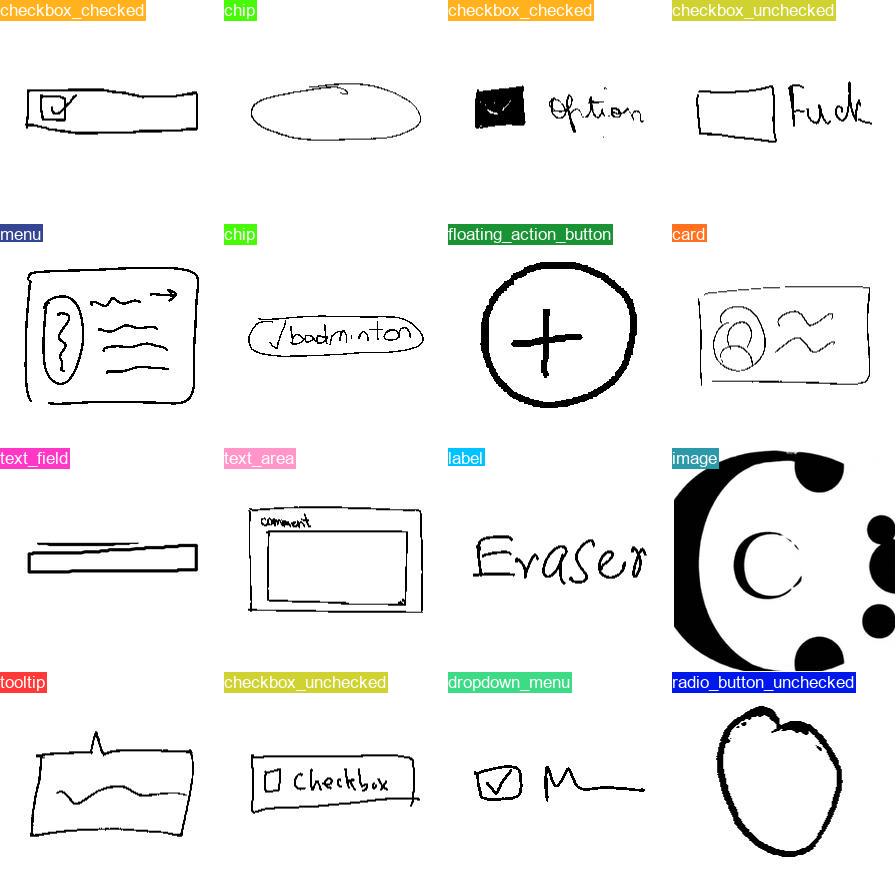 checkbox_checked
chip
checkbox_checked
checkbox_unchecked
option
Fuck
menu
chip
floating_action_button
card
badminton
text_field
text_area
label
image
comment
Eraser
tooltip
checkbox_unchecked
dropdown_menu
radio_button_unchecked
Checkbox